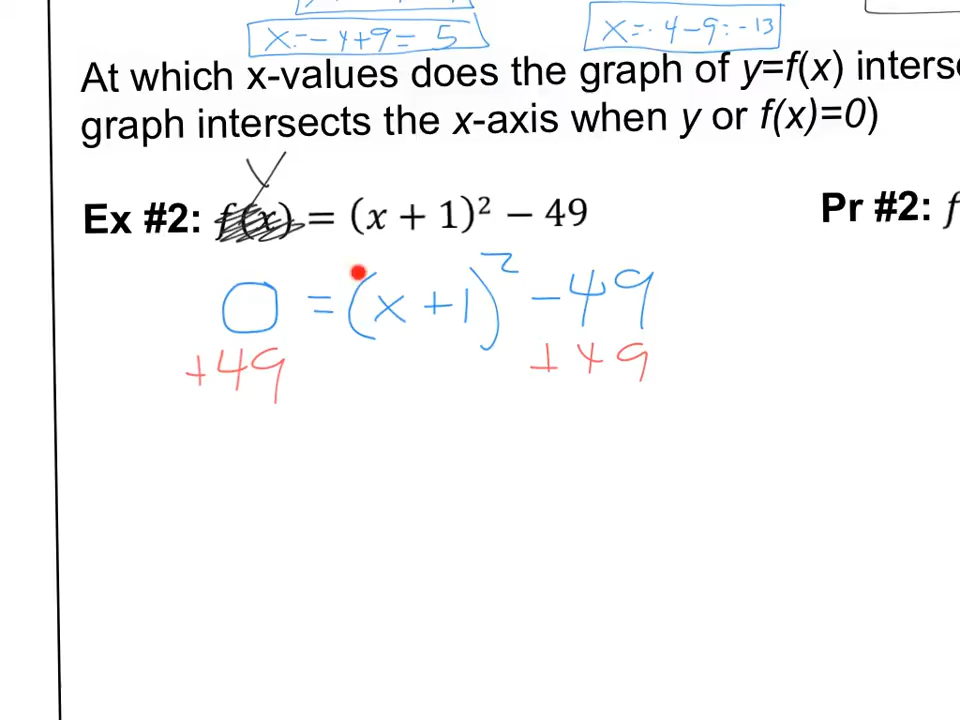 x=-4+9= 5
x=-4-9=-13
At which x-values does the graph of y=f(x) inters
graph intersects the x-axis when y or f(x)=0)
y
Ex #2: f(x) = (x + 1)² − 49
Pr #2: f
0 = (x+1)² -49
+49 +49